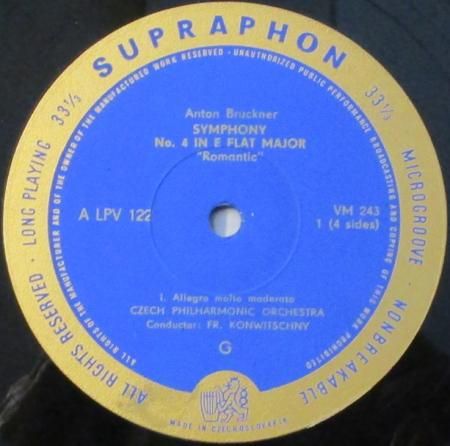 SUPRAPHON
ALL RIGHTS RESERVED · LONG PLAYING 33⅓
33⅓ MICROGROOVE · NONBREAKABLE
ALL RIGHTS OF THE MANUFACTURER AND OF THE OWNER OF THE MANUFACTURED WORK RESERVED - UNAUTHORIZED PUBLIC PERFORMANCE BROADCASTING AND COPYING OF THIS WORK PROHIBITED
Anton Bruckner
SYMPHONY
No. 4 IN E FLAT MAJOR
"Romantic"
A LPV 122
VM 243
1 (4 sides)
I. Allegro molto moderato
CZECH PHILHARMONIC ORCHESTRA
Conductor: FR. KONWITSCHNY
G
MADE IN CZECHOSLOVAKIA